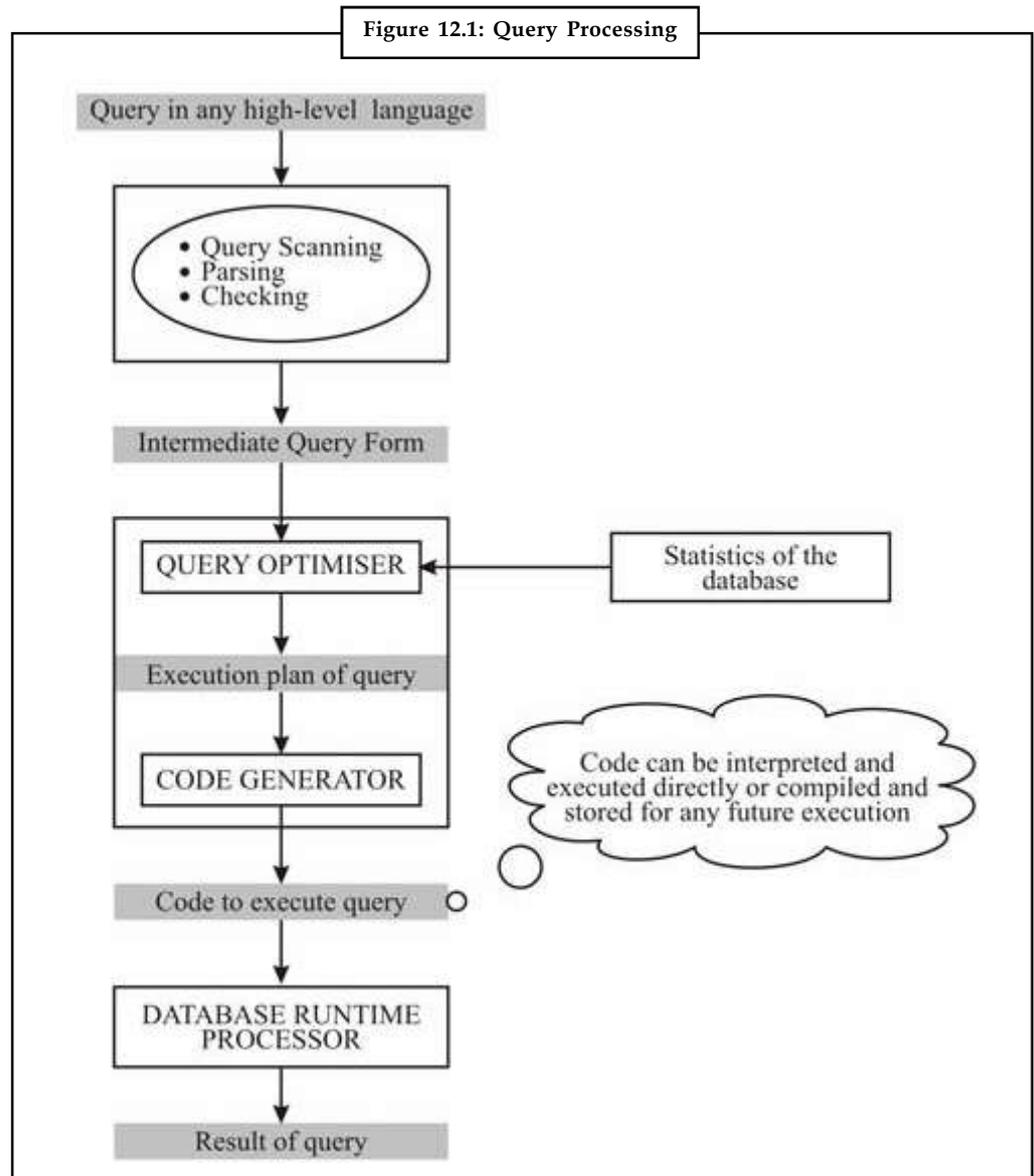 Figure 12.1: Query Processing
Query in any high-level language
• Query Scanning
• Parsing
• Checking
Intermediate Query Form
QUERY OPTIMISER
Statistics of the
database
Execution plan of query
CODE GENERATOR
Code can be interpreted and
executed directly or compiled and
stored for any future execution
Code to execute query
DATABASE RUNTIME
PROCESSOR
Result of query